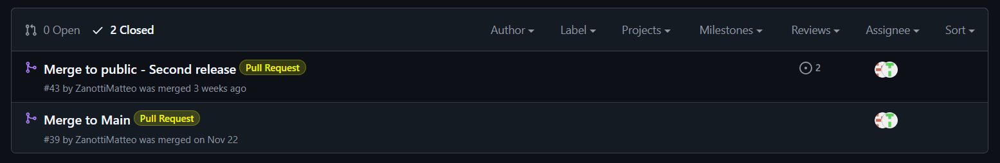 0 Open 2 Closed Author Label Projects Milestones Reviews Assignee Sort
Merge to public - Second release Pull Request 2
#43 by ZanottiMatteo was merged 3 weeks ago
Merge to Main Pull Request
#39 by ZanottiMatteo was merged on Nov 22